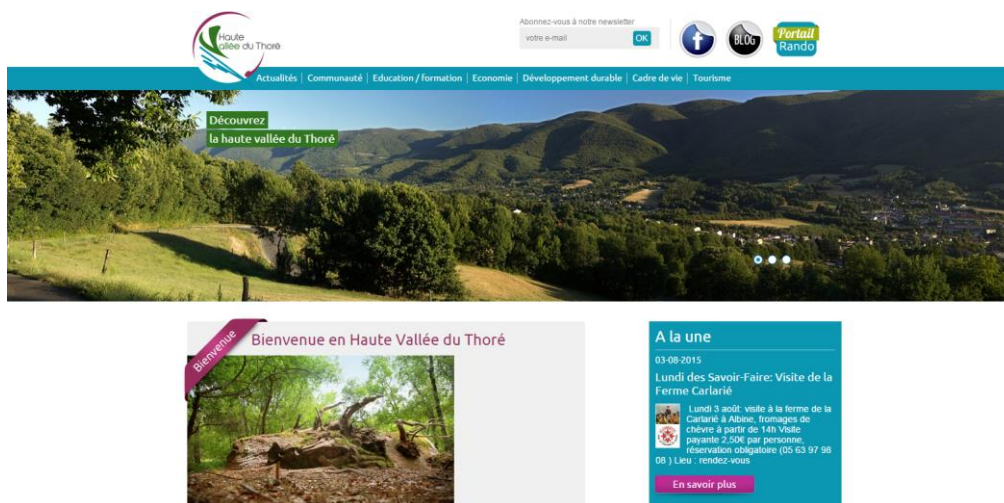 Haute
Vallée du Thoré
Abonnez-vous à notre newsletter
votre e-mail
OK
f
BLOG
Portail
Rando
Actualités | Communauté | Education / formation | Economie | Développement durable | Cadre de vie | Tourisme
Découvrez
la haute vallée du Thoré
Bienvenue
Bienvenue en Haute Vallée du Thoré
A la une
03-08-2015
Lundi des Savoir-Faire: Visite de la
Ferme Carlarié
Lundi 3 août: visite à la ferme de la
Carlarié à Albine, fromages de
chèvre à partir de 14h Visite
payante 2,50€ par personne,
réservation obligatoire (05 63 97 98
08 ) Lieu : rendez-vous
En savoir plus